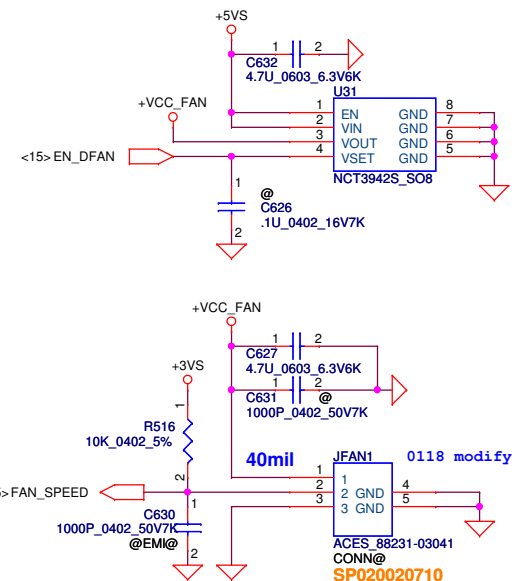 +5VS
1 2
C632
4.7U_0603_6.3V6K
U31
+VCC_FAN
1 EN GND 8
2 VIN GND 7
3 VOUT GND 6
<15> EN_DFAN 4 VSET GND 5
NCT3942S_SO8
1
@
C626
.1U_0402_16V7K
2
+VCC_FAN
1 2
C627
4.7U_0603_6.3V6K
+3VS
1 2
C631 @
1000P_0402_50V7K
1
R516
10K_0402_5%
2
40mil
JFAN1
0118 modify
1 1
5>FAN_SPEED 2 2 GND 4
3 3 GND 5
1
C630
1000P_0402_50V7K
@EMI@
2
ACES_88231-03041
CONN@
SP020020710